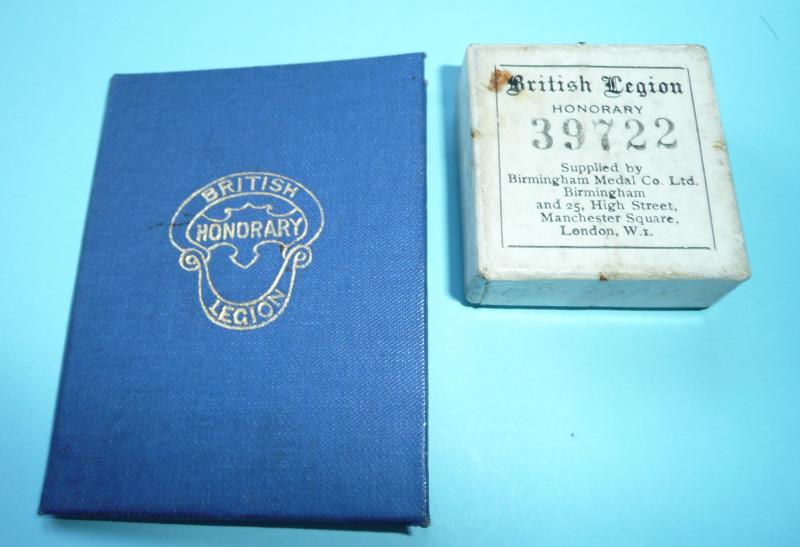 BRITISH
HONORARY
LEGION
British Legion
HONORARY
39722
Supplied by
Birmingham Medal Co. Ltd.
Birmingham
and 25, High Street,
Manchester Square,
London, W.1.